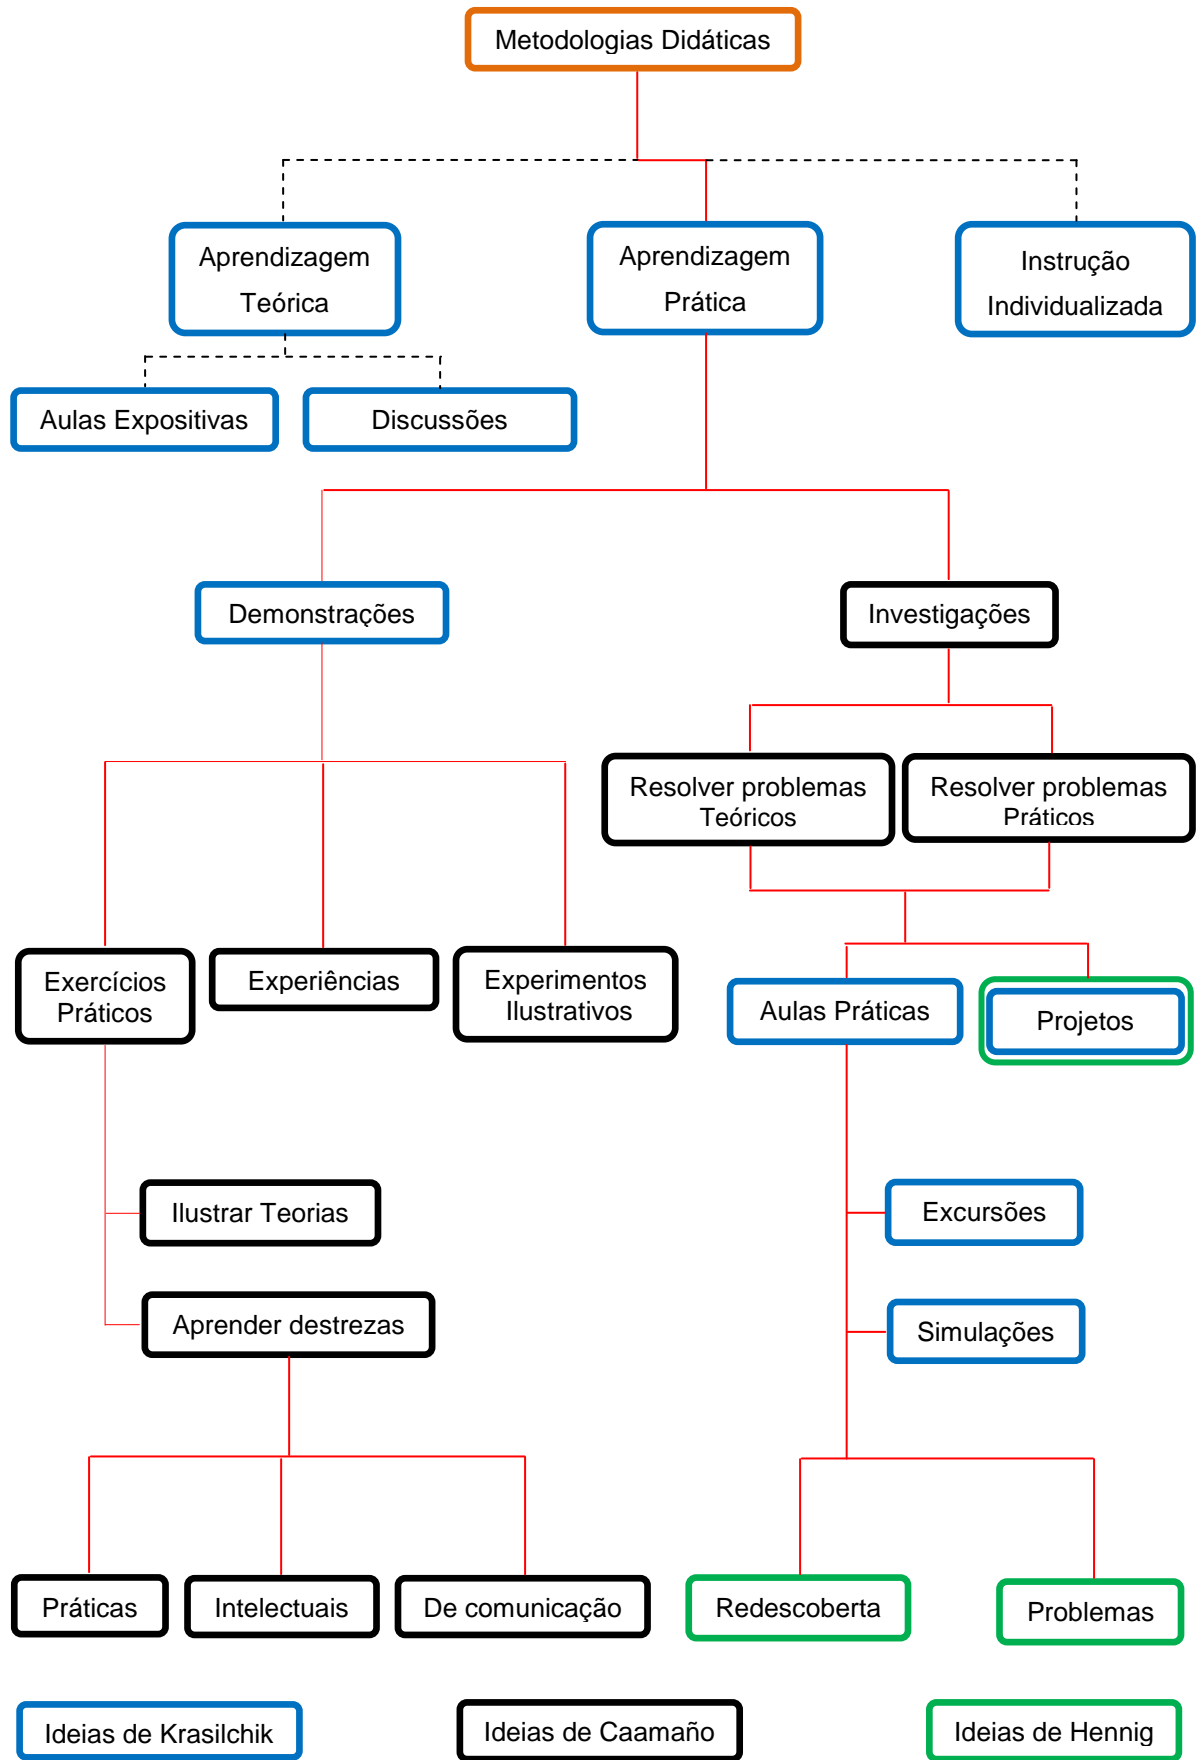 Metodologias Didáticas
Aprendizagem
Teórica
Aprendizagem
Prática
Instrução
Individualizada
Aulas Expositivas
Discussões
Demonstrações
Investigações
Resolver problemas
Teóricos
Resolver problemas
Práticos
Exercícios
Práticos
Experiências
Experimentos
Ilustrativos
Aulas Práticas
Projetos
Ilustrar Teorias
Excursões
Aprender destrezas
Simulações
Práticas
Intelectuais
De comunicação
Redescoberta
Problemas
Ideias de Krasilchik
Ideias de Caamaño
Ideias de Hennig